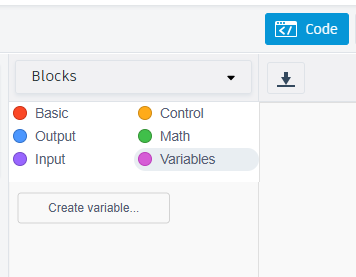 Code
Blocks
Basic Control
Output Math
Input Variables
Create variable...